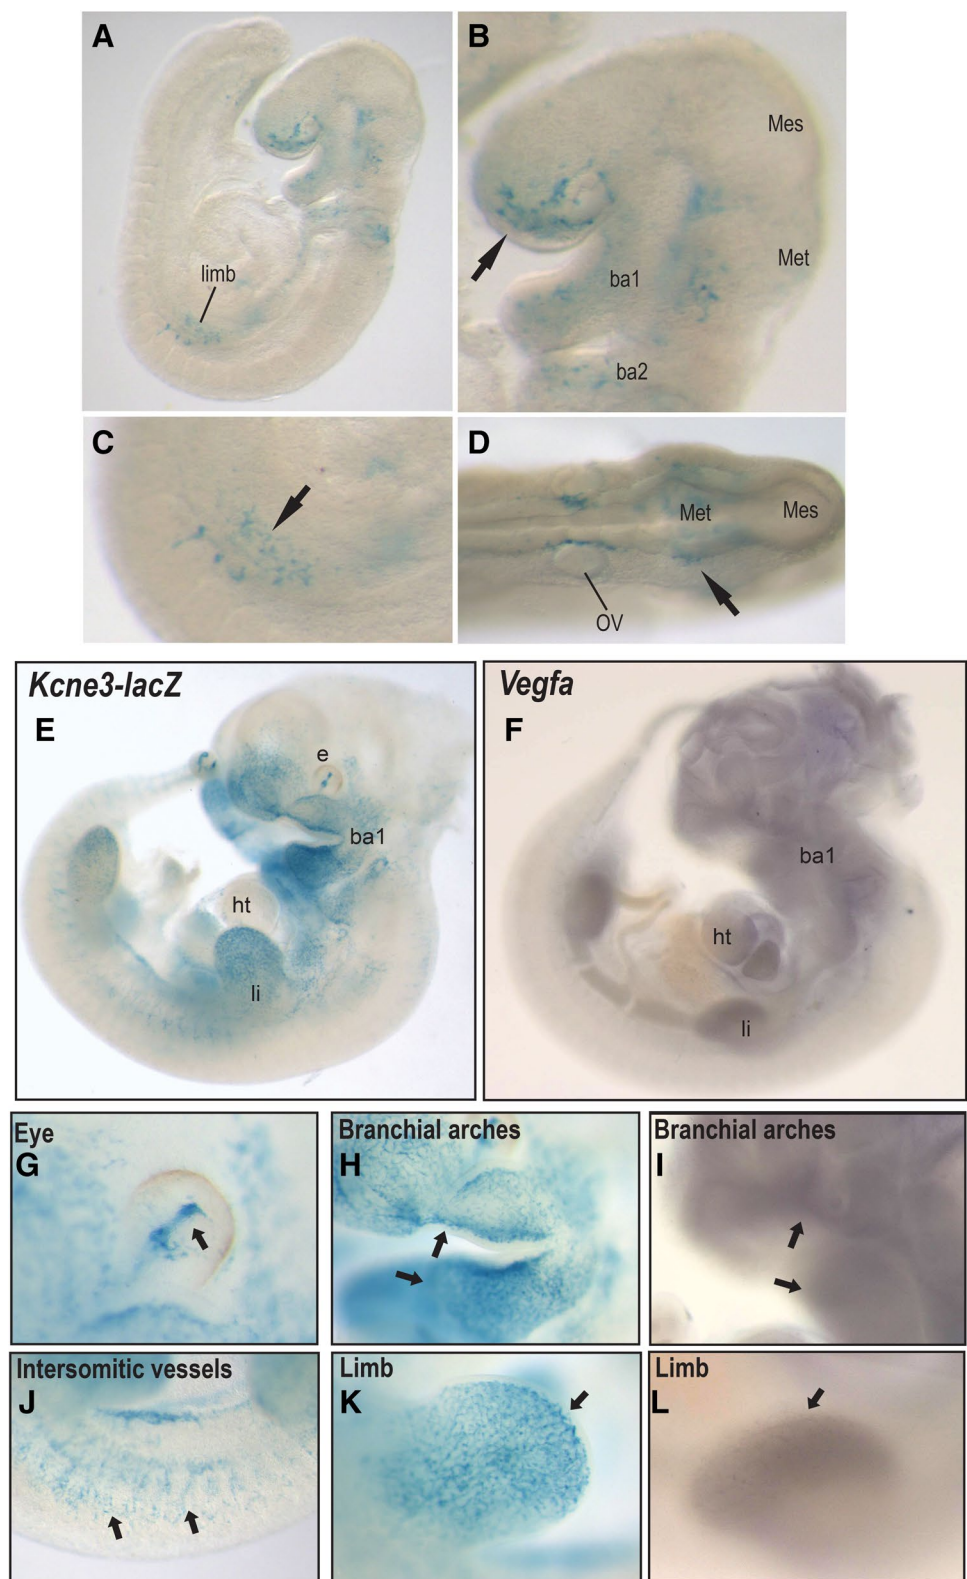 A
limb
B
Mes
Met
ba1
ba2
C
D
Met
Mes
OV
Kcne3-lacZ
E
e
ba1
ht
li
Vegfa
F
ba1
ht
li
Eye
G
Branchial arches
H
Branchial arches
I
Intersomitic vessels
J
Limb
K
Limb
L